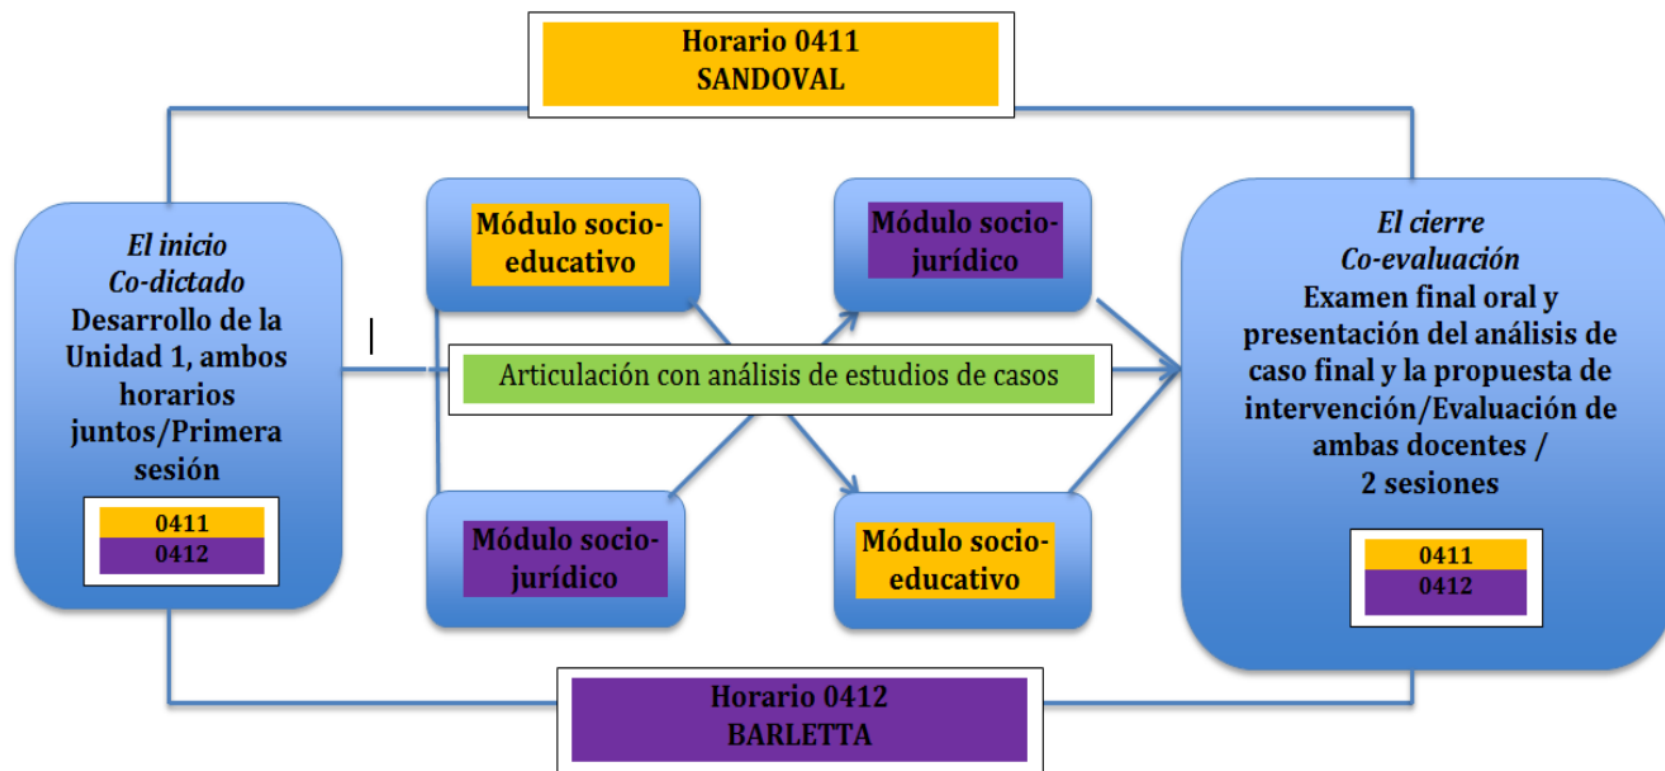 Horario 0411
SANDOVAL
El inicio
Co-dictado
Desarrollo de la
Unidad 1, ambos
horarios
juntos/Primera
sesión
0411
0412
Módulo socio-
educativo
Módulo socio-
jurídico
Articulación con análisis de estudios de casos
Módulo socio-
jurídico
Módulo socio-
educativo
El cierre
Co-evaluación
Examen final oral y
presentación del análisis de
caso final y la propuesta de
intervención/Evaluación de
ambas docentes /
2 sesiones
0411
0412
Horario 0412
BARLETTA